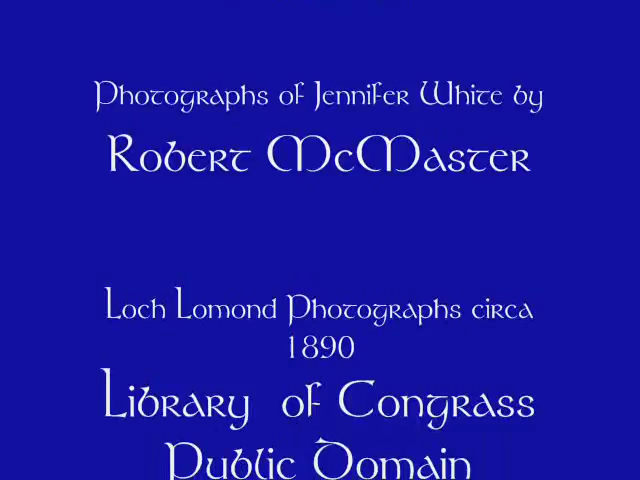 Photographs of Jennifer White by
Robert McMaster
Loch Lomond Photographs circa
1890
Library of Congrass
Public Domain